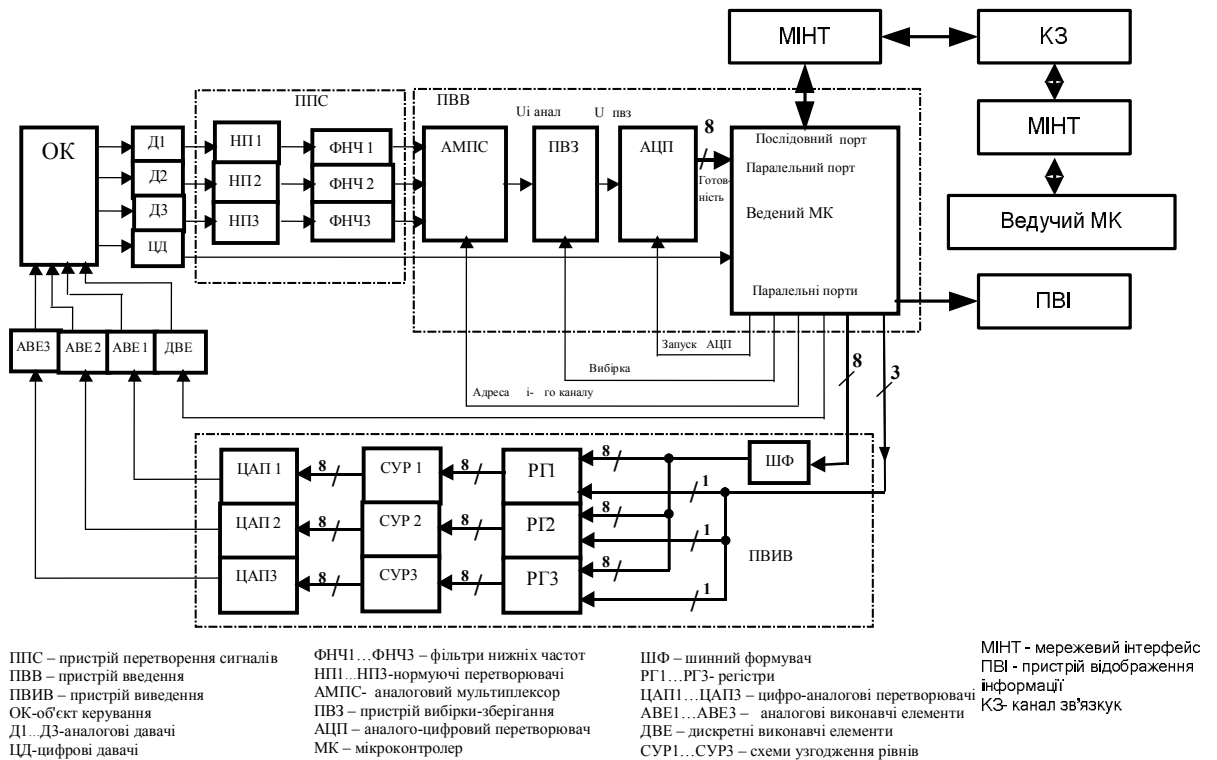 МІНТ
КЗ
МІНТ
Ведучий МК
ПВІ
ППС
ПВВ
Ui анал
U пвз
8
ОК
Д1
Д2
Д3
ЦД
НП 1
НП2
НП3
ФНЧ 1
ФНЧ 2
ФНЧ3
АМПС
ПВЗ
АЦП
Готов-
ність
Послідовний порт
Паралельний порт
Ведений МК
Паралельні порти
АВЕ3
АВЕ 2
АВЕ 1
ДВЕ
Запуск АЦП
Вибірка
Адреса і- го каналу
8
3
ЦАП 1
8
СУР 1
8
РГ1
8
ШФ
1
ЦАП 2
8
СУР 2
8
РГ2
8
1
ЦАП3
8
СУР3
8
РГ3
8
1
ПВИВ
ППС – пристрій перетворення сигналів
ПВВ – пристрій введення
ПВИВ – пристрій виведення
ОК-об'єкт керування
Д1...Д3-аналогові давачі
ЦД-цифрові давачі
ФНЧ1…ФНЧ3 – фільтри нижніх частот
НП1...НП3-нормуючі перетворювачі
АМПС- аналоговий мультиплексор
ПВЗ – пристрій вибірки-зберігання
АЦП – аналого-цифровий перетворювач
МК – мікроконтролер
ШФ – шинний формувач
РГ1…РГ3- регістри
ЦАП1…ЦАП3 – цифро-аналогові перетворювачі
АВЕ1…АВЕ3 – аналогові виконавчі елементи
ДВЕ – дискретні виконавчі елементи
СУР1…СУР3 – схеми узгодження рівнів
МІНТ - мережевий інтерфейс
ПВІ - пристрій відображення
інформації
КЗ- канал зв'язкук